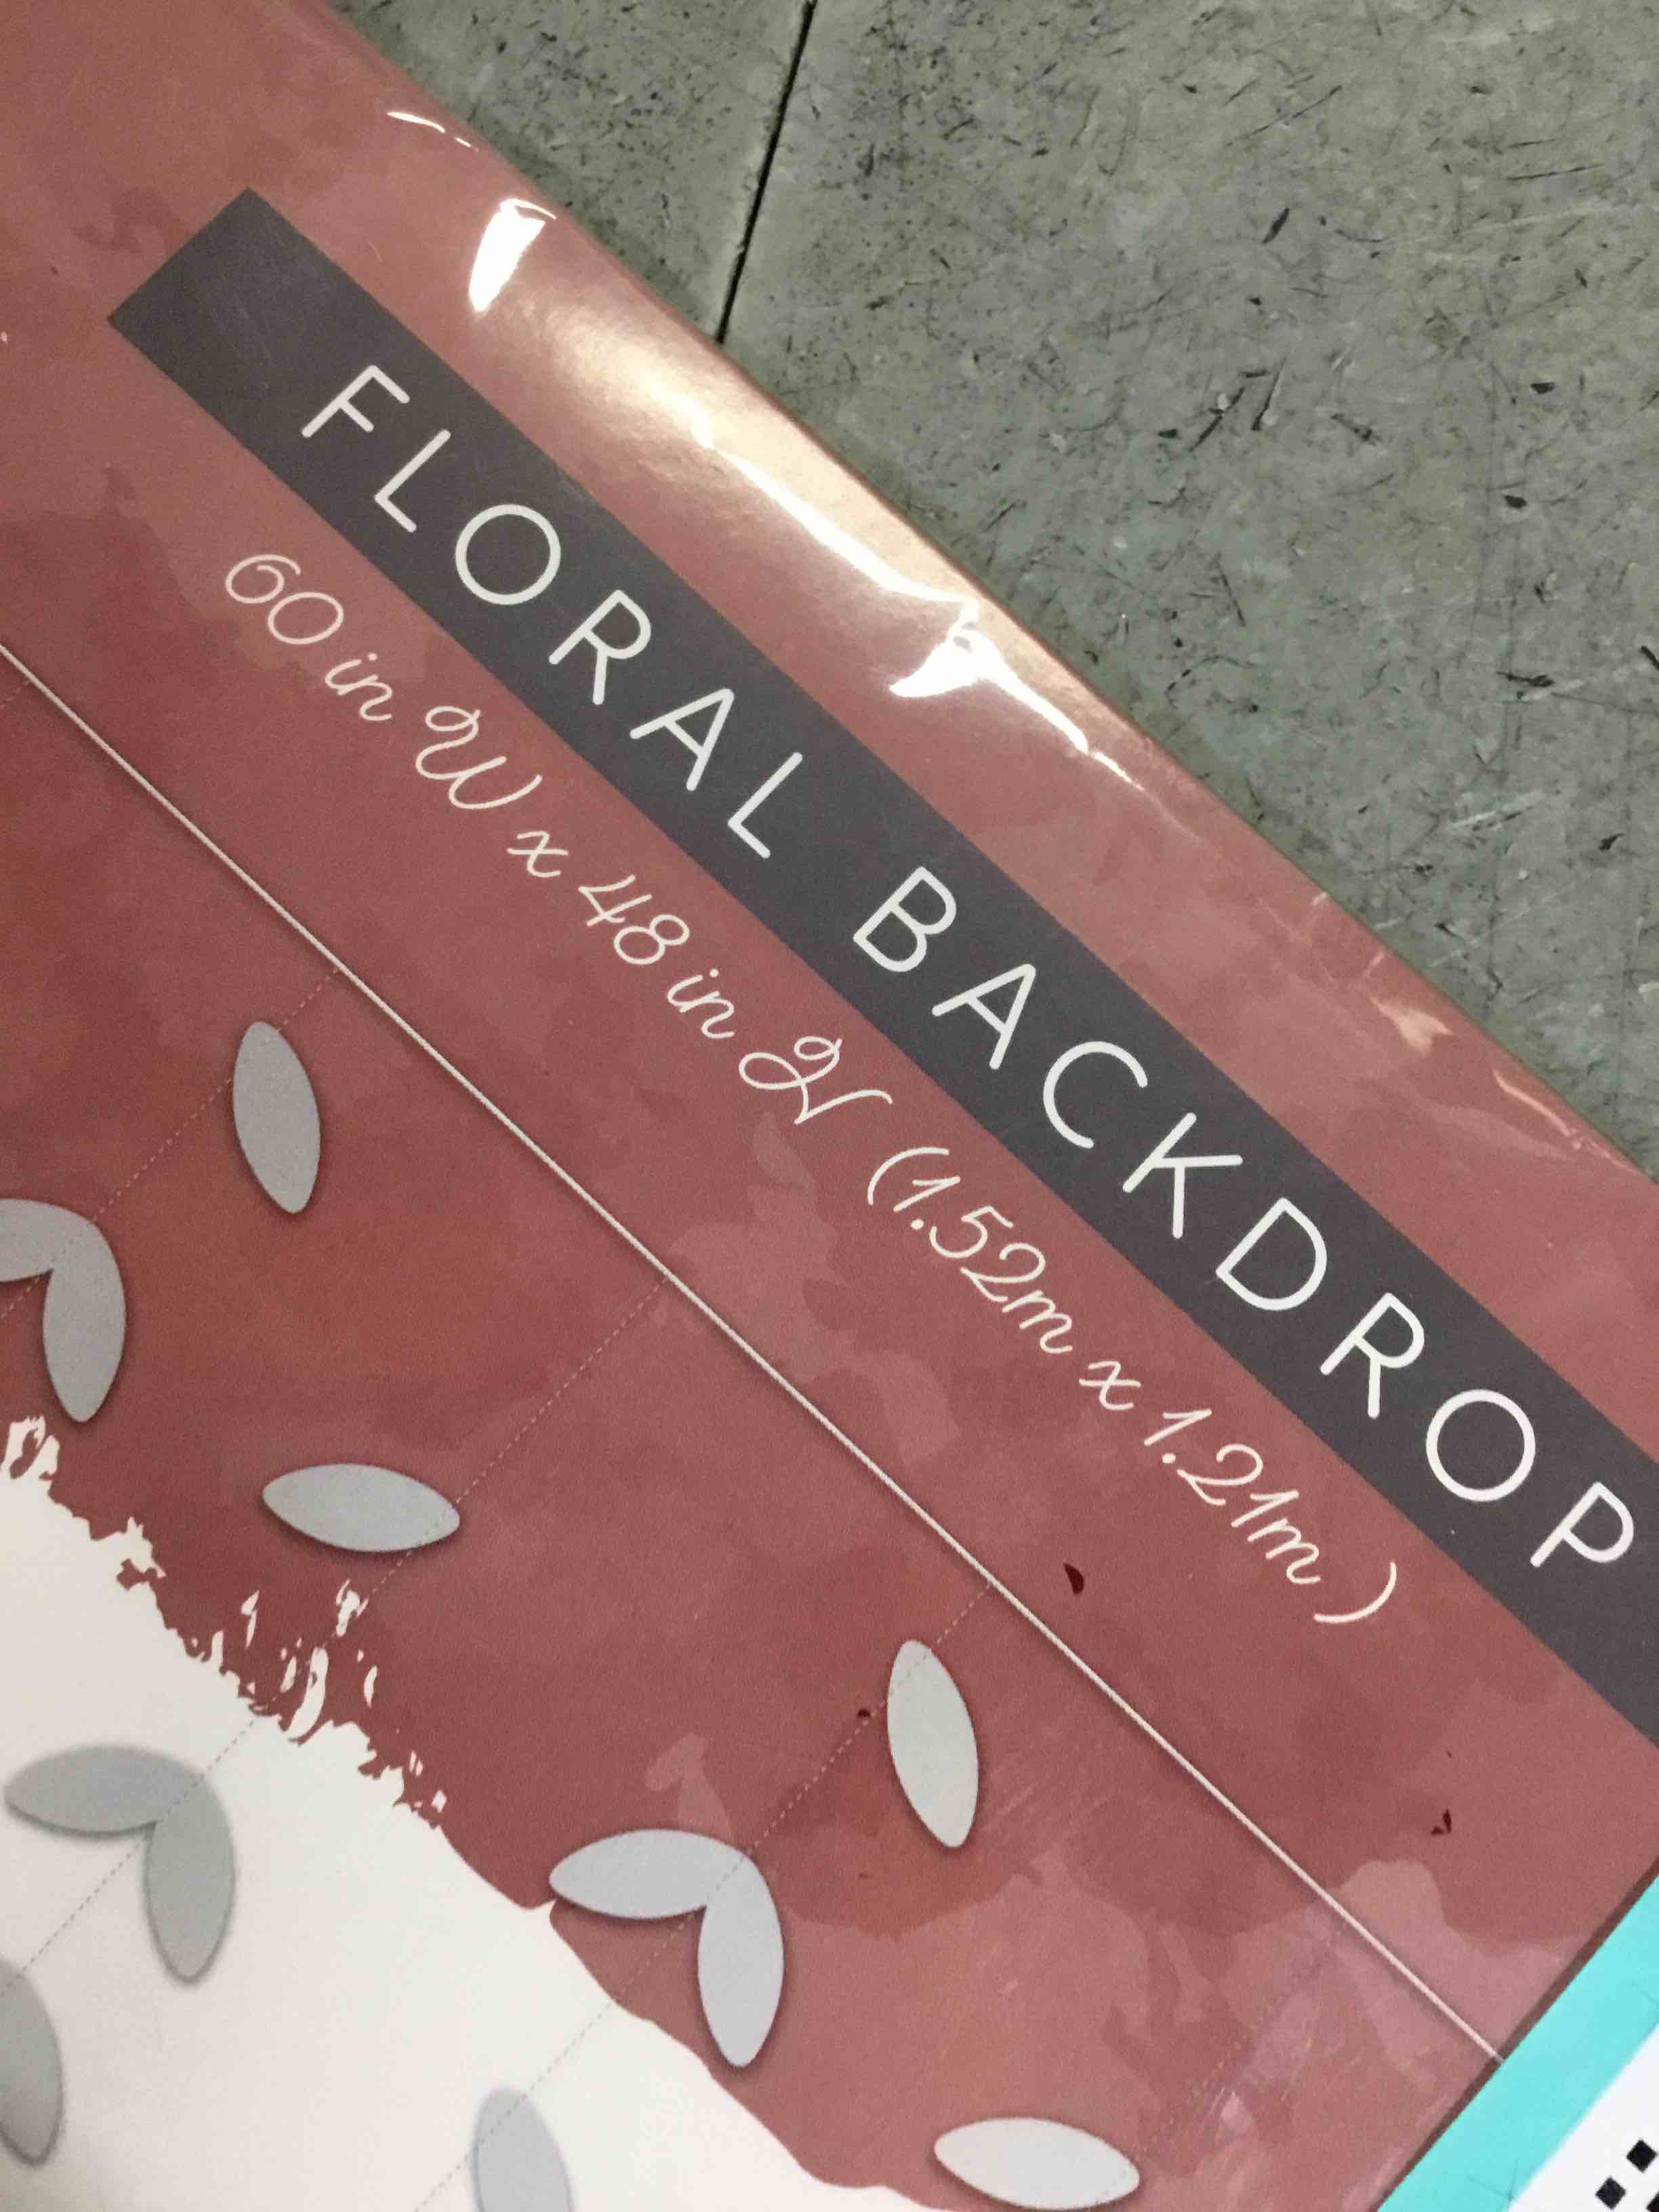 FLORAL BACKDROP
60 in W x 48 in H (1.52m x 1.21m)